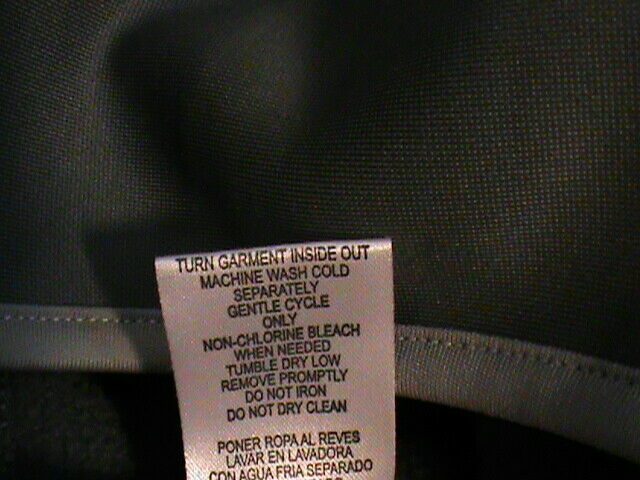 TURN GARMENT INSIDE OUT
MACHINE WASH COLD
SEPARATELY
GENTLE CYCLE
ONLY
NON-CHLORINE BLEACH
WHEN NEEDED
TUMBLE DRY LOW
REMOVE PROMPTLY
DO NOT IRON
DO NOT DRY CLEAN
PONER ROPA AL REVES
LAVAR EN LAVADORA
CON AGUA FRIA SEPARADO